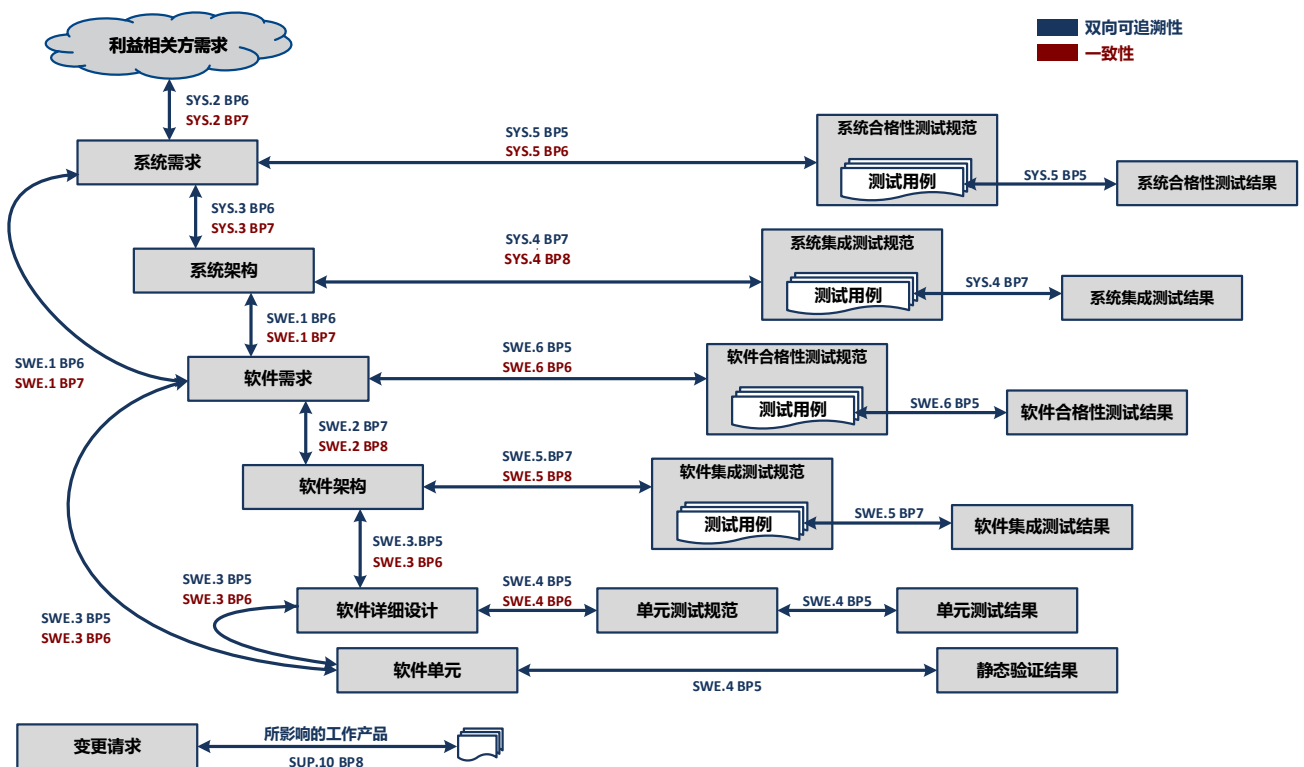 利益相关方需求
双向可追溯性
一致性
SYS.2 BP6
SYS.2 BP7
系统需求
SYS.5 BP5
SYS.5 BP6
系统合格性测试规范
测试用例
SYS.5 BP5
系统合格性测试结果
SYS.3 BP6
SYS.3 BP7
系统架构
SYS.4 BP7
SYS.4 BP8
系统集成测试规范
测试用例
SYS.4 BP7
系统集成测试结果
SWE.1 BP6
SWE.1 BP7
SWE.1 BP6
SWE.1 BP7
软件需求
SWE.6 BP5
SWE.6 BP6
软件合格性测试规范
测试用例
SWE.6 BP5
软件合格性测试结果
SWE.2 BP7
SWE.2 BP8
软件架构
SWE.5.BP7
SWE.5 BP8
软件集成测试规范
测试用例
SWE.5 BP7
软件集成测试结果
SWE.3.BP5
SWE.3 BP6
SWE.3 BP5
SWE.3 BP6
软件详细设计
SWE.4 BP5
SWE.4 BP6
单元测试规范
SWE.4 BP5
单元测试结果
SWE.3 BP5
SWE.3 BP6
软件单元
SWE.4 BP5
静态验证结果
变更请求
所影响的工作产品
SUP.10 BP8